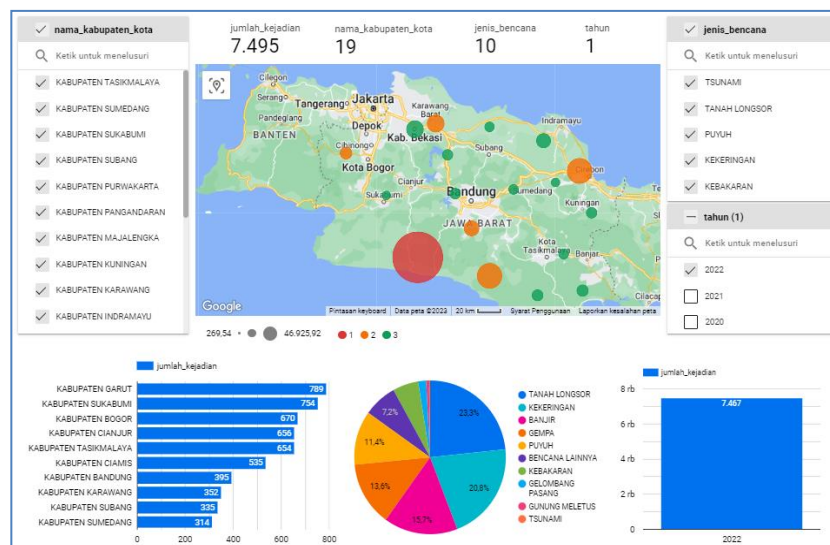 nama_kabupaten_kota
Ketik untuk menelusuri
KABUPATEN TASIKMALAYA
KABUPATEN SUMEDANG
KABUPATEN SUKABUMI
KABUPATEN SUBANG
KABUPATEN PURWAKARTA
KABUPATEN PANGANDARAN
KABUPATEN MAJALENGKA
KABUPATEN KUNINGAN
KABUPATEN KARAWANG
KABUPATEN INDRAMAYU
jumlah_kejadian
7.495
nama_kabupaten_kota
19
jenis_bencana
10
tahun
1
Cilegon
Serang
Tangerang
Jakarta
Karawang
Barat
Pandeglang
Depok
Kab. Bekasi
Indramayu
BANTEN
Cibinong
Subang
Kota Bogor
Cianjur
Sukabumi
Bandung
Sumedang
Kuningan
JAWA BARAT
Kota
Tasikmalaya
Banjar
Cilacap
Google
Pintasan keyboard
Data peta ©2023
20 km
Syarat Penggunaan
Laporkan kesalahan peta
269,54
46.925,92
1
2
3
jenis_bencana
Ketik untuk menelusuri
TSUNAMI
TANAH LONGSOR
PUYUH
KEKERINGAN
KEBAKARAN
tahun (1)
Ketik untuk menelusuri
2022
2021
2020
jumlah_kejadian
KABUPATEN GARUT 789
KABUPATEN SUKABUMI 754
KABUPATEN BOGOR 670
KABUPATEN CIANJUR 656
KABUPATEN TASIKMALAYA 654
KABUPATEN CIAMIS 535
KABUPATEN BANDUNG 395
KABUPATEN KARAWANG 352
KABUPATEN SUBANG 335
KABUPATEN SUMEDANG 314
0 200 400 600 800
23,3%
20,8%
15,7%
13,6%
11,4%
7,2%
TANAH LONGSOR
KEKERINGAN
BANJIR
GEMPA
PUYUH
BENCANA LAINNYA
KEBAKARAN
GELOMBANG
PASANG
GUNUNG MELETUS
TSUNAMI
jumlah_kejadian
8 rb
6 rb
4 rb
2 rb
0
7.467
2022